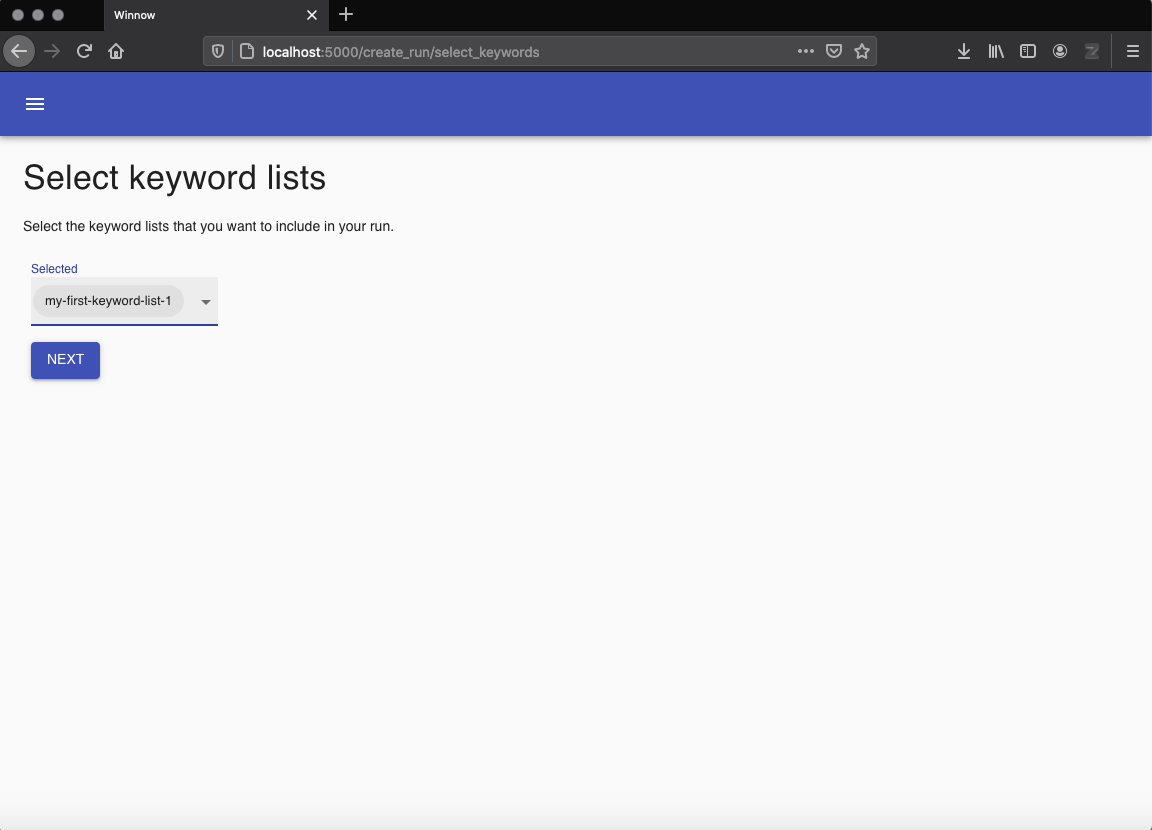 Winnow
localhost:5000/create_run/select_keywords
Select keyword lists
Select the keyword lists that you want to include in your run.
Selected
my-first-keyword-list-1
NEXT